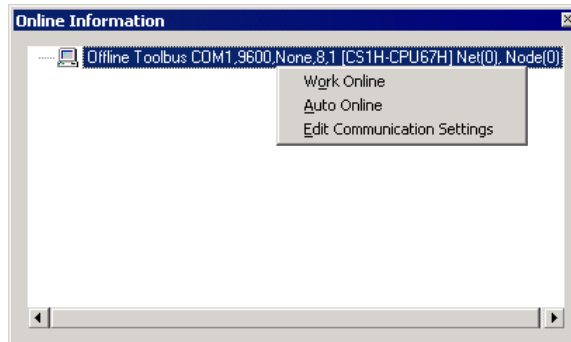 Online Information
Offline Toolbus COM1,9600,None,8,1 [CS1H-CPU67H] Net(0), Node(0)
Work Online
Auto Online
Edit Communication Settings